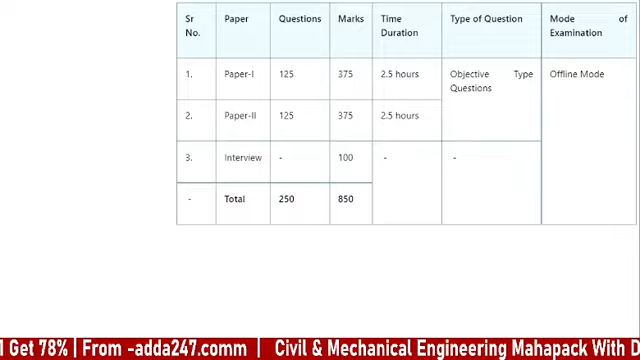 Sr No. Paper Questions Marks Time Duration Type of Question Mode of Examination
1. Paper-I 125 375 2.5 hours Objective Type Questions Offline Mode
2. Paper-II 125 375 2.5 hours
3. Interview - 100 - -
- Total 250 850
1 Get 78% | From -adda247.comm | Civil & Mechanical Engineering Mahapack With D